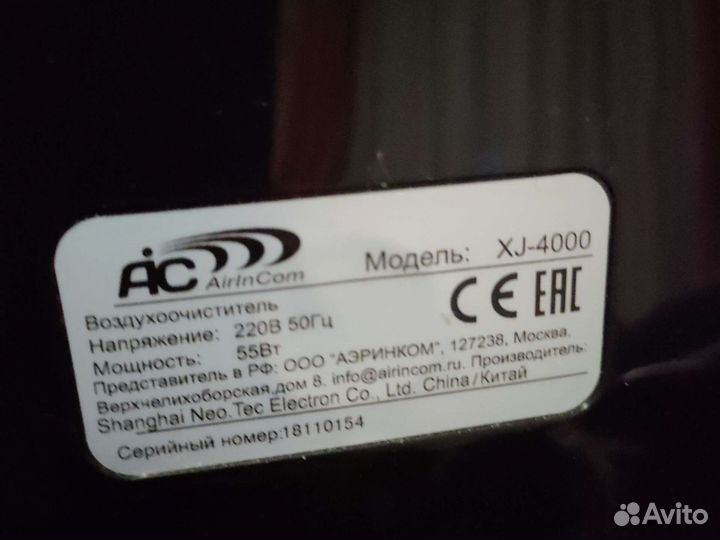 AIC
AirInCom
Модель: XJ-4000
CE EAC
Воздухоочиститель
Напряжение: 220В 50Гц
Мощность: 55Вт
Представитель в РФ: ООО "АЭРИНКОМ", 127238, Москва,
Верхнелихоборская,дом 8. info@airincom.ru. Производитель:
Shanghai Neo.Tec Electron Co., Ltd. China/Китай
Серийный номер:18110154
Avito